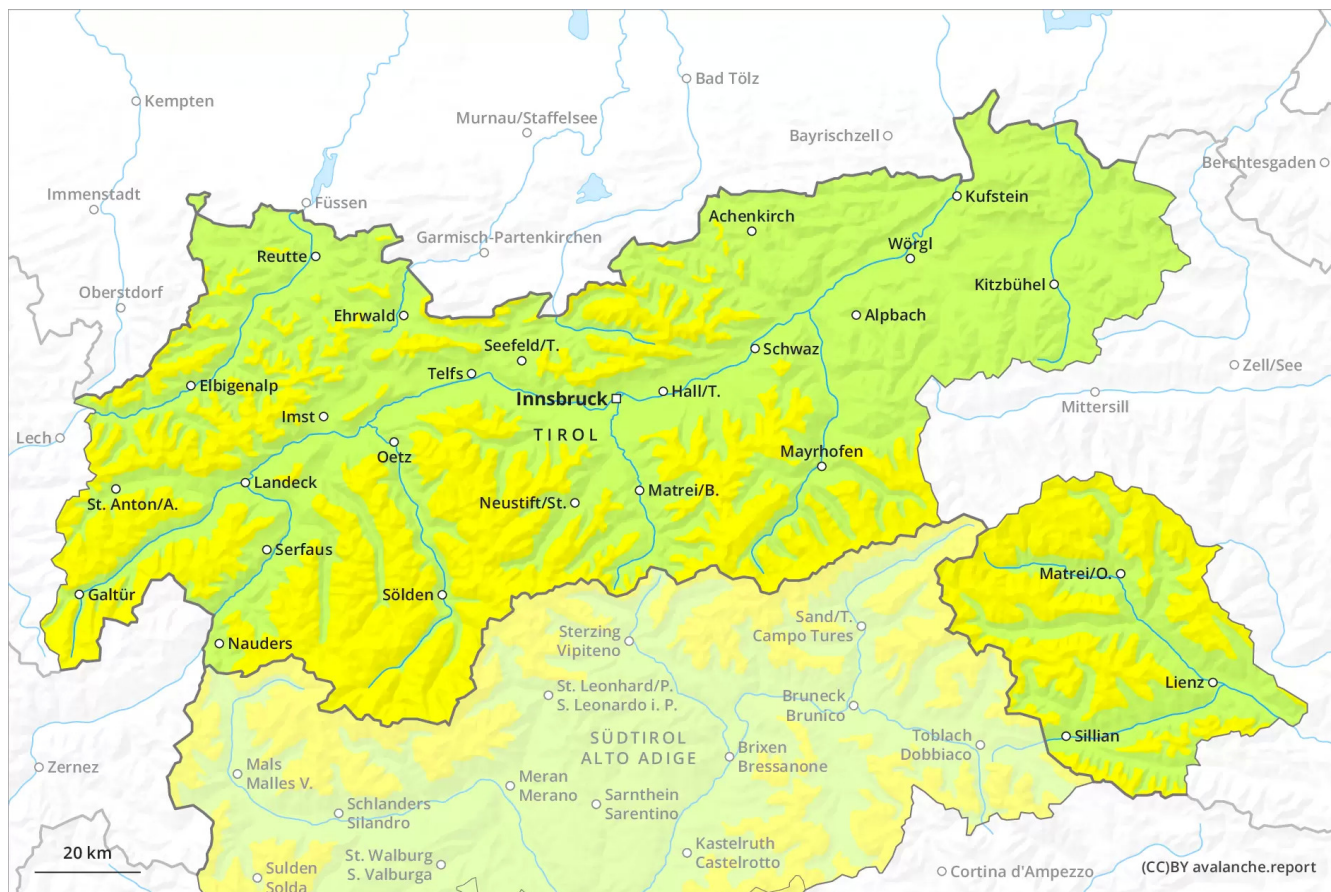 Kempten
Bad Tölz
Murnau/Staffelsee
Bayrischzell
Berchtesgaden
Immenstadt
Füssen
Kufstein
Achenkirch
Garmisch-Partenkirchen
Wörgl
Reutte
Kitzbühel
Oberstdorf
Ehrwald
Alpbach
Seefeld/T.
Schwaz
Zell/See
Telfs
Elbigenalp
Hall/T.
Innsbruck
Mittersill
Imst
TIROL
Lech
Oetz
Mayrhofen
Landeck
Matrei/B.
St. Anton/A.
Neustift/St.
Serfaus
Matrei/O.
Galtür
Sölden
Sand/T.
Campo Tures
Sterzing
Vipiteno
Nauders
Lienz
St. Leonhard/P.
S. Leonardo i. P.
Bruneck
Brunico
SÜDTIROL
ALTO ADIGE
Sillian
Toblach
Dobbiaco
Brixen
Bressanone
Zernez
Mals
Malles V.
Meran
Merano
Sarnthein
Sarentino
Schlanders
Silandro
Kastelruth
Castelrotto
20 km
St. Walburg
S. Valburga
Sulden
Solda
Cortina d'Ampezzo
(CC)BY avalanche.report